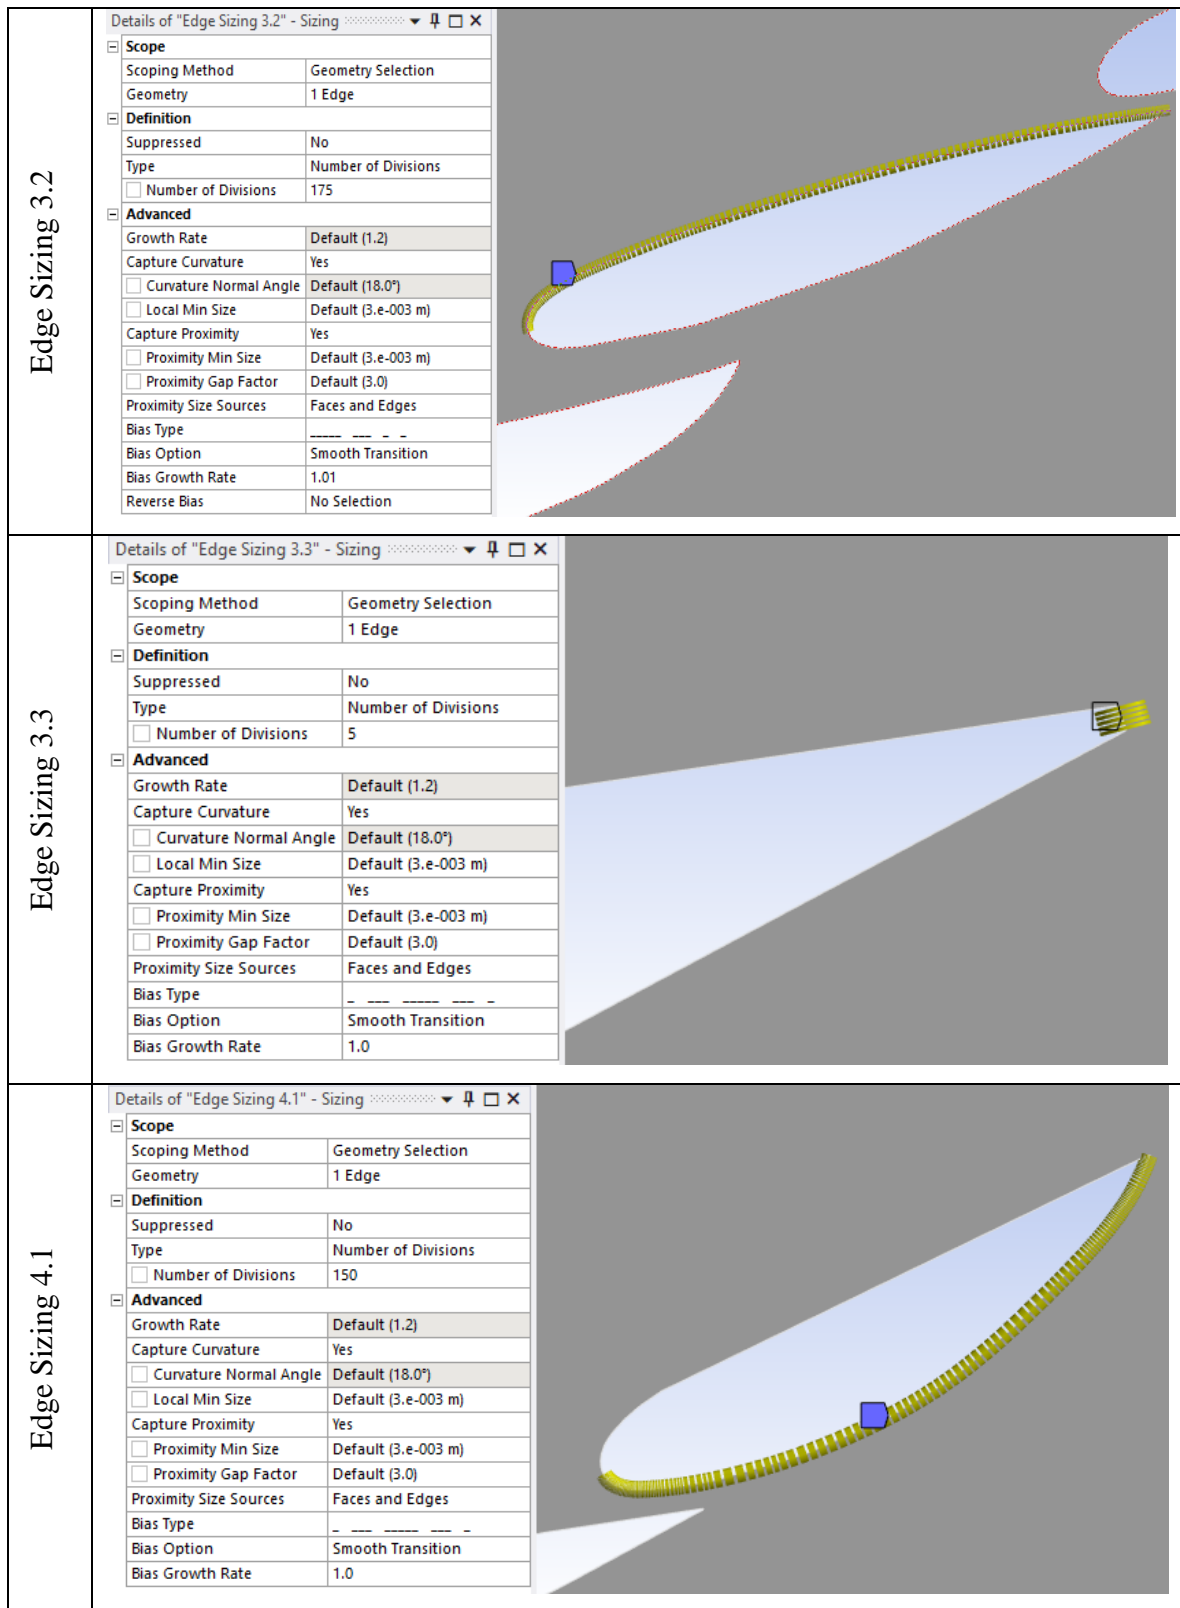 Edge Sizing 3.2
Details of "Edge Sizing 3.2" - Sizing
Scope
Scoping Method Geometry Selection
Geometry 1 Edge
Definition
Suppressed No
Type Number of Divisions
Number of Divisions 175
Advanced
Growth Rate Default (1.2)
Capture Curvature Yes
Curvature Normal Angle Default (18.0°)
Local Min Size Default (3.e-003 m)
Capture Proximity Yes
Proximity Min Size Default (3.e-003 m)
Proximity Gap Factor Default (3.0)
Proximity Size Sources Faces and Edges
Bias Type _____ ___ _ _
Bias Option Smooth Transition
Bias Growth Rate 1.01
Reverse Bias No Selection
Edge Sizing 3.3
Details of "Edge Sizing 3.3" - Sizing
Scope
Scoping Method Geometry Selection
Geometry 1 Edge
Definition
Suppressed No
Type Number of Divisions
Number of Divisions 5
Advanced
Growth Rate Default (1.2)
Capture Curvature Yes
Curvature Normal Angle Default (18.0°)
Local Min Size Default (3.e-003 m)
Capture Proximity Yes
Proximity Min Size Default (3.e-003 m)
Proximity Gap Factor Default (3.0)
Proximity Size Sources Faces and Edges
Bias Type _ ___ _____ ___ _
Bias Option Smooth Transition
Bias Growth Rate 1.0
Edge Sizing 4.1
Details of "Edge Sizing 4.1" - Sizing
Scope
Scoping Method Geometry Selection
Geometry 1 Edge
Definition
Suppressed No
Type Number of Divisions
Number of Divisions 150
Advanced
Growth Rate Default (1.2)
Capture Curvature Yes
Curvature Normal Angle Default (18.0°)
Local Min Size Default (3.e-003 m)
Capture Proximity Yes
Proximity Min Size Default (3.e-003 m)
Proximity Gap Factor Default (3.0)
Proximity Size Sources Faces and Edges
Bias Type _ ___ _____ ___ _
Bias Option Smooth Transition
Bias Growth Rate 1.0